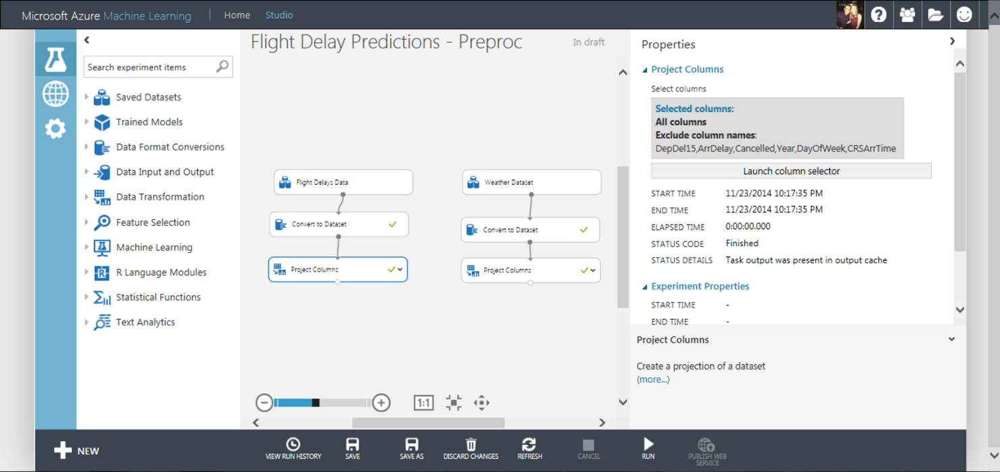 Microsoft Azure Machine Learning | Home Studio
Flight Delay Predictions - Preproc
In draft
Search experiment items
Saved Datasets
Trained Models
Data Format Conversions
Data Input and Output
Data Transformation
Feature Selection
Machine Learning
R Language Modules
Statistical Functions
Text Analytics
Flight Delays Data
Convert to Dataset
Project Columns
Weather Dataset
Convert to Dataset
Project Columns
1:1
Properties
Project Columns
Select columns
Selected columns:
All columns
Exclude column names:
DepDel15,ArrDelay,Cancelled,Year,DayOfWeek,CRSArrTime
Launch column selector
START TIME 11/23/2014 10:17:35 PM
END TIME 11/23/2014 10:17:35 PM
ELAPSED TIME 0:00:00.000
STATUS CODE Finished
STATUS DETAILS Task output was present in output cache
Experiment Properties
START TIME -
END TIME -
Project Columns
Create a projection of a dataset
(more...)
NEW
VIEW RUN HISTORY
SAVE
SAVE AS
DISCARD CHANGES
REFRESH
CANCEL
RUN
PUBLISH WEB
SERVICE